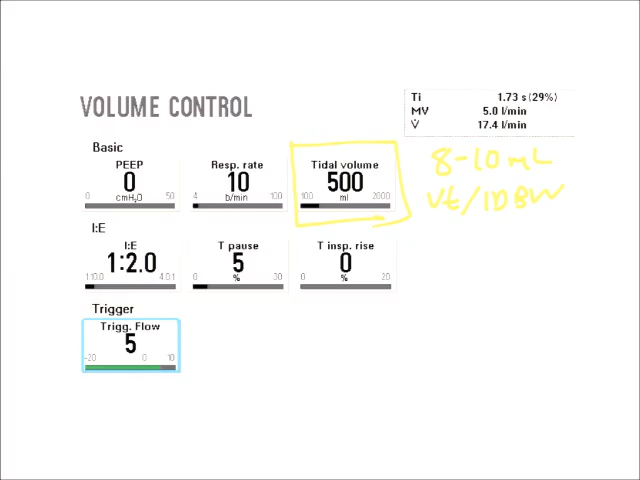 VOLUME CONTROL
Ti 1.73 s (29%)
MV 5.0 l/min
V̇ 17.4 l/min
Basic
PEEP
0
0 cmH₂O 50
Resp. rate
10
4 b/min 100
Tidal volume
500
100 ml 2000
8-10 mL
Vt/IDBW
I:E
I:E
1:2.0
1:10.0 4.0:1
T pause
5
0 % 30
T insp. rise
0
0 % 20
Trigger
Trigg. Flow
5
-20 0 10